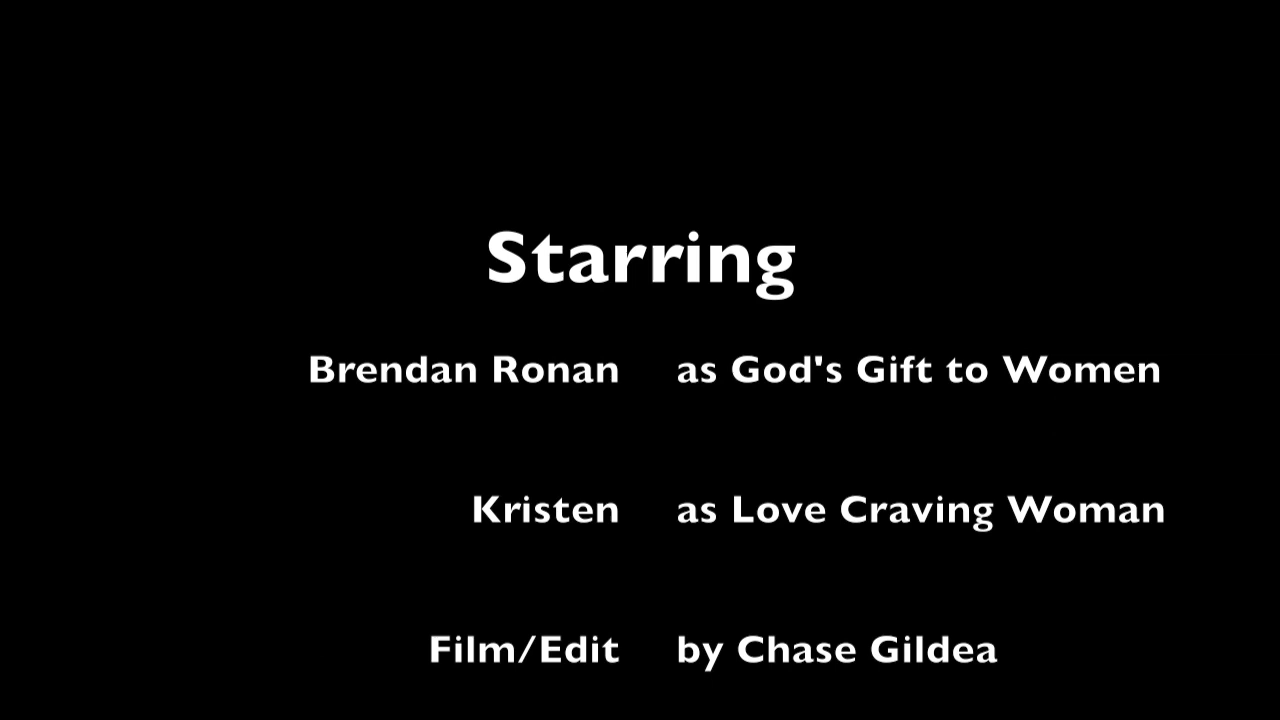 Starring
Brendan Ronan as God's Gift to Women
Kristen as Love Craving Woman
Film/Edit by Chase Gildea